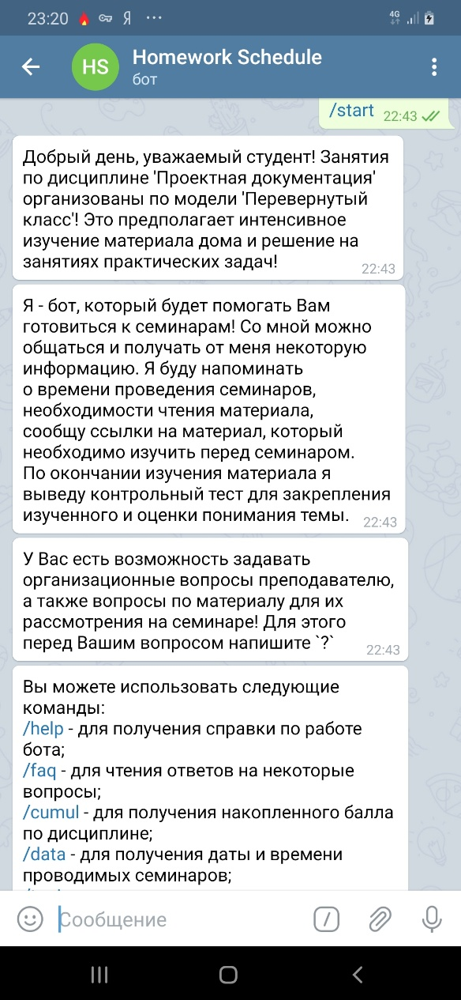 23:20 Я ... 4G
HS Homework Schedule
бот
/start 22:43
Добрый день, уважаемый студент! Занятия
по дисциплине 'Проектная документация'
организованы по модели 'Перевернутый
класс'! Это предполагает интенсивное
изучение материала дома и решение на
занятиях практических задач!
22:43
Я - бот, который будет помогать Вам
готовиться к семинарам! Со мной можно
общаться и получать от меня некоторую
информацию. Я буду напоминать
о времени проведения семинаров,
необходимости чтения материала,
сообщу ссылки на материал, который
необходимо изучить перед семинаром.
По окончании изучения материала я
выведу контрольный тест для закрепления
изученного и оценки понимания темы.
22:43
У Вас есть возможность задавать
организационные вопросы преподавателю,
а также вопросы по материалу для их
рассмотрения на семинаре! Для этого
перед Вашим вопросом напишите `?`
22:43
Вы можете использовать следующие
команды:
/help - для получения справки по работе
бота;
/faq - для чтения ответов на некоторые
вопросы;
/cumul - для получения накопленного балла
по дисциплине;
/data - для получения даты и времени
проводимых семинаров;
Сообщение